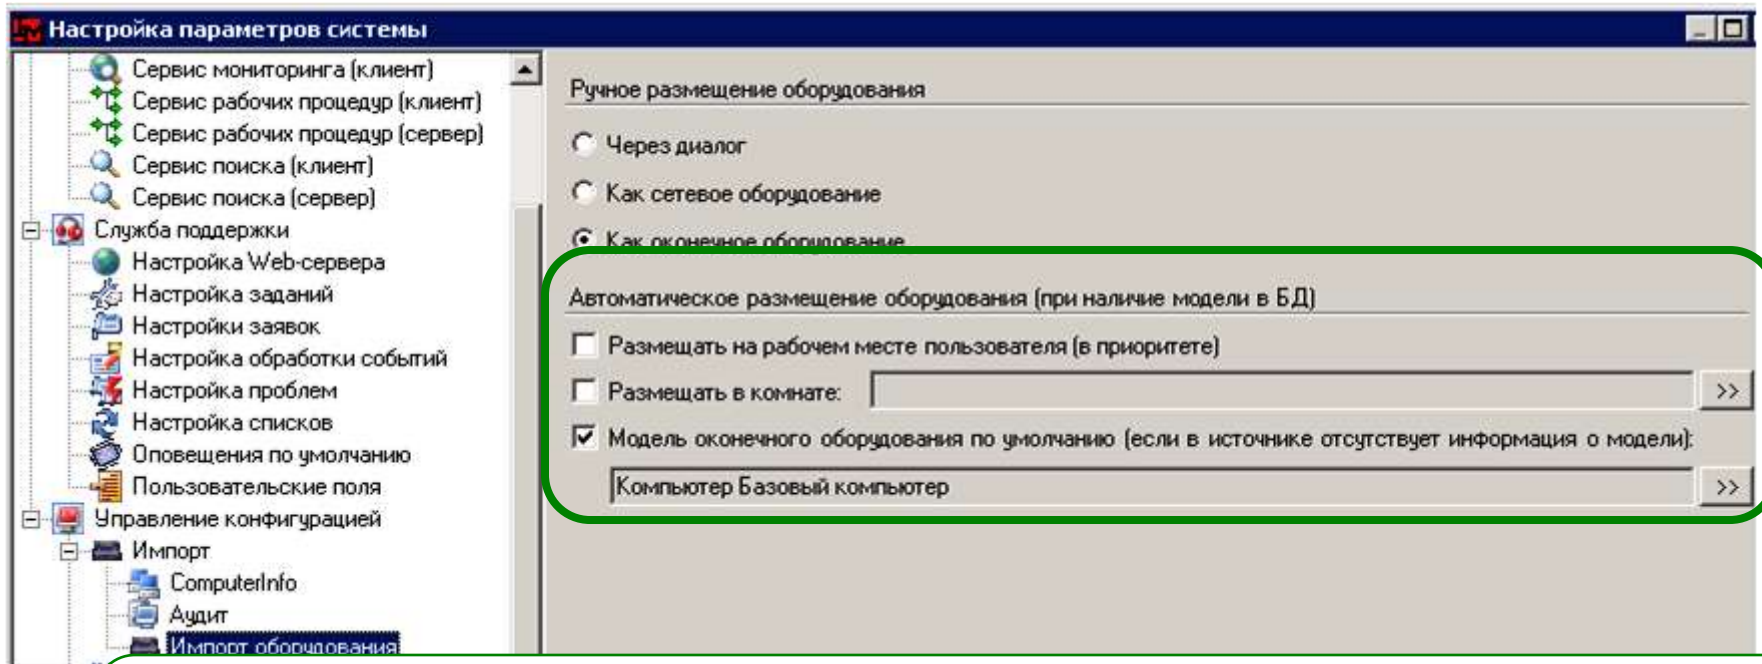 Настройка параметров системы
Сервис мониторинга (клиент)
Сервис рабочих процедур (клиент)
Сервис рабочих процедур (сервер)
Сервис поиска (клиент)
Сервис поиска (сервер)
Служба поддержки
Настройка Web-сервера
Настройка заданий
Настройки заявок
Настройка обработки событий
Настройка проблем
Настройка списков
Оповещения по умолчанию
Пользовательские поля
Управление конфигурацией
Импорт
ComputerInfo
Аудит
Импорт оборудования
Ручное размещение оборудования
Через диалог
Как сетевое оборудование
Как оконечное оборудование
Автоматическое размещение оборудования (при наличие модели в БД)
Размещать на рабочем месте пользователя (в приоритете)
Размещать в комнате: >>
Модель оконечного оборудования по умолчанию (если в источнике отсутствует информация о модели):
Компьютер Базовый компьютер >>